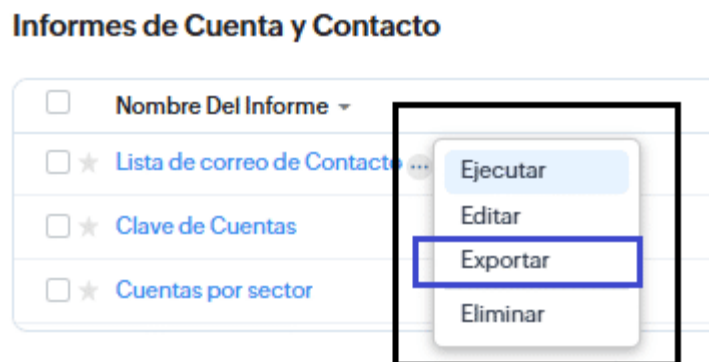 Informes de Cuenta y Contacto
Nombre Del Informe
Lista de correo de Contacto ...
Ejecutar
Editar
Clave de Cuentas
Exportar
Cuentas por sector
Eliminar